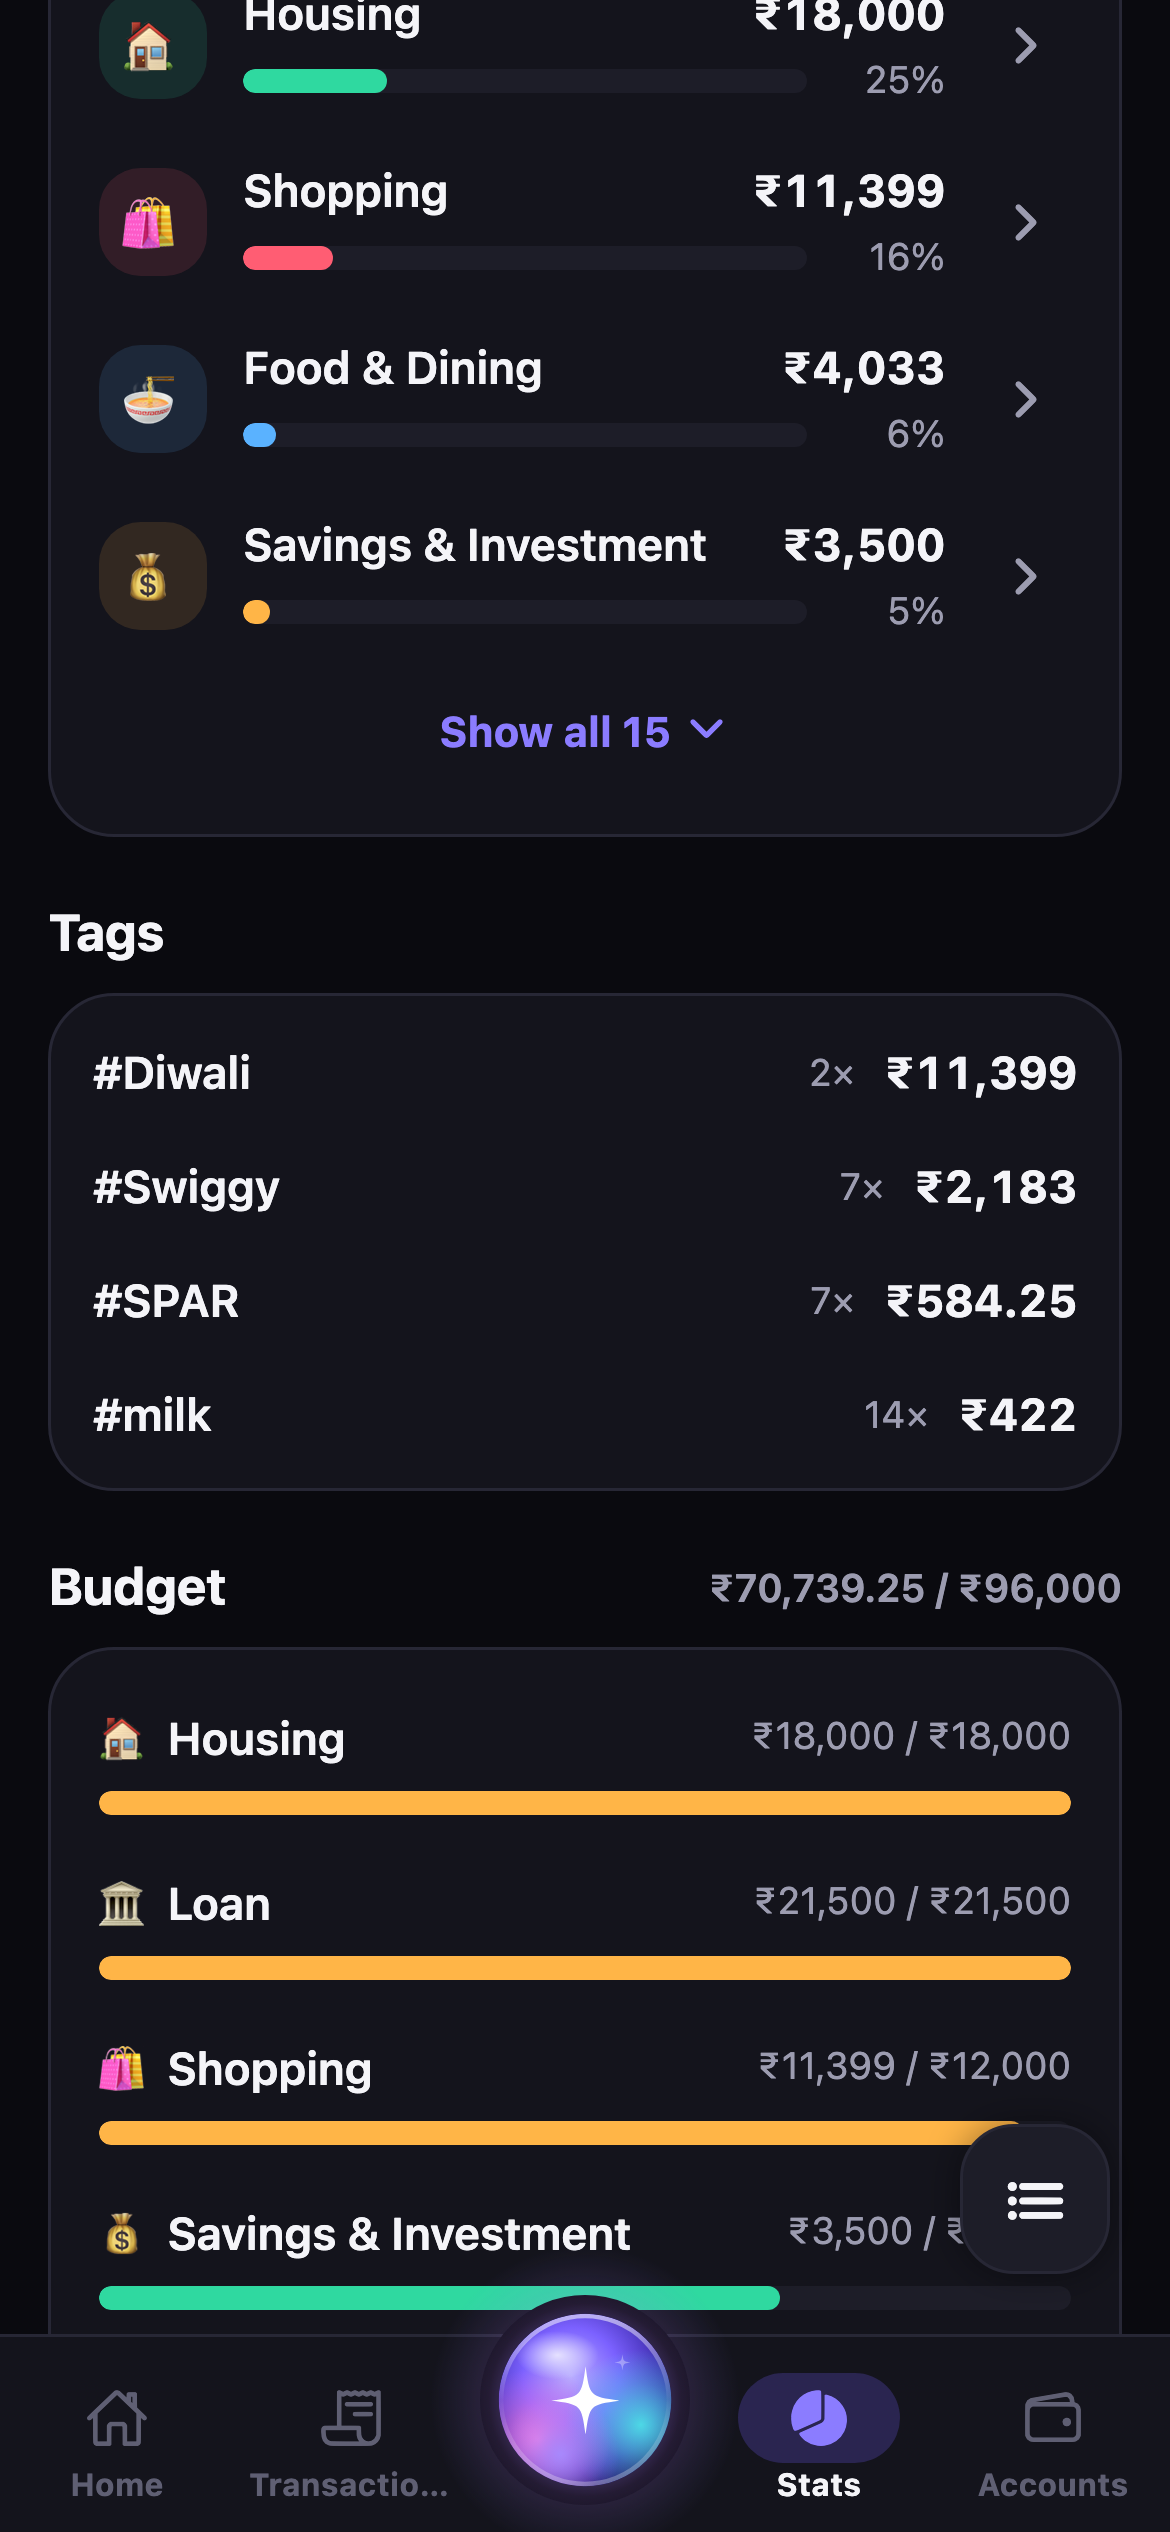 Housing ₹18,000
25%
Shopping ₹11,399
16%
Food & Dining ₹4,033
6%
Savings & Investment ₹3,500
5%
Show all 15
Tags
#Diwali 2× ₹11,399
#Swiggy 7× ₹2,183
#SPAR 7× ₹584.25
#milk 14× ₹422
Budget ₹70,739.25 / ₹96,000
Housing ₹18,000 / ₹18,000
Loan ₹21,500 / ₹21,500
Shopping ₹11,399 / ₹12,000
Savings & Investment ₹3,500 / ₹
Home Transactio... Stats Accounts